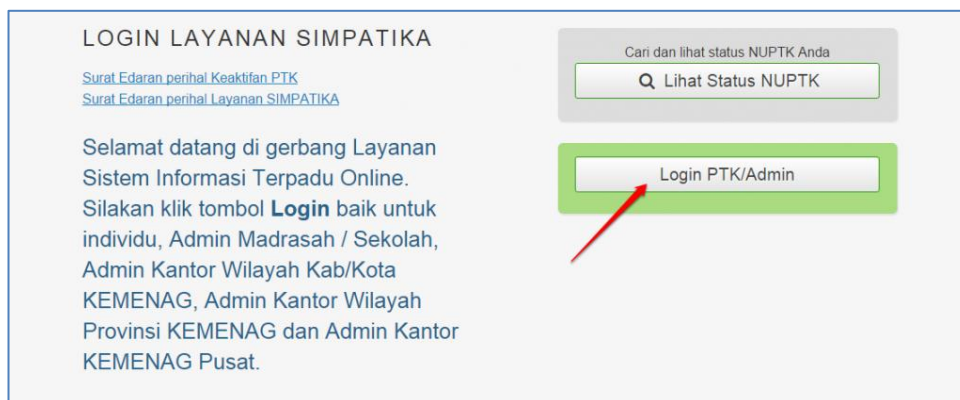 LOGIN LAYANAN SIMPATIKA
Surat Edaran perihal Keaktifan PTK
Surat Edaran perihal Layanan SIMPATIKA
Selamat datang di gerbang Layanan
Sistem Informasi Terpadu Online.
Silakan klik tombol Login baik untuk
individu, Admin Madrasah / Sekolah,
Admin Kantor Wilayah Kab/Kota
KEMENAG, Admin Kantor Wilayah
Provinsi KEMENAG dan Admin Kantor
KEMENAG Pusat.
Cari dan lihat status NUPTK Anda
Lihat Status NUPTK
Login PTK/Admin